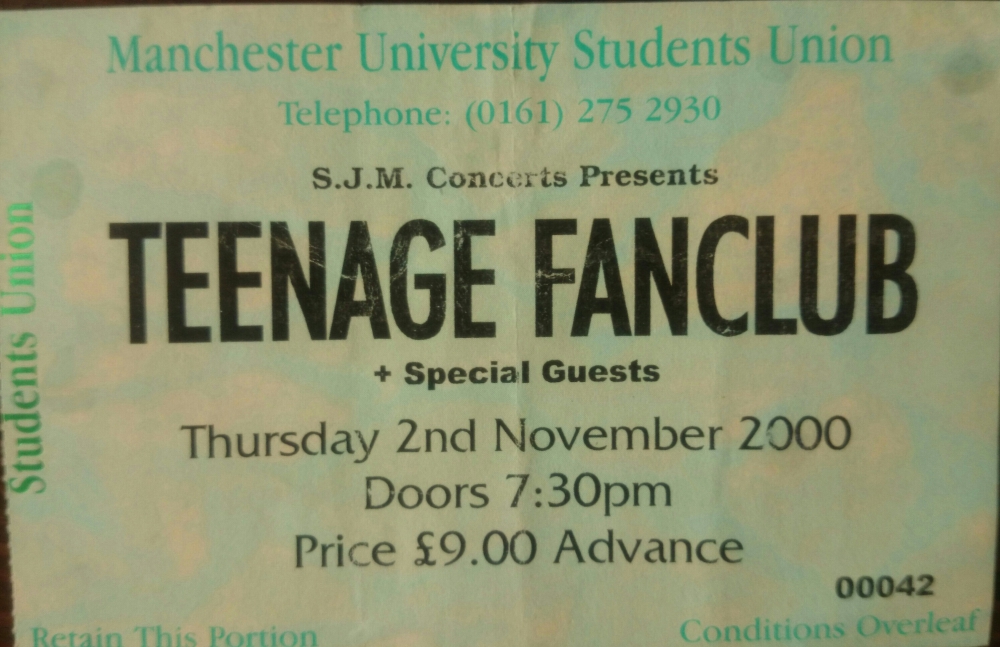 Manchester University Students Union
Telephone: (0161) 275 2930
S.J.M. Concerts Presents
TEENAGE FANCLUB
+ Special Guests
Thursday 2nd November 2000
Doors 7:30pm
Price £9.00 Advance
00042
Retain This Portion
Conditions Overleaf
Students Union